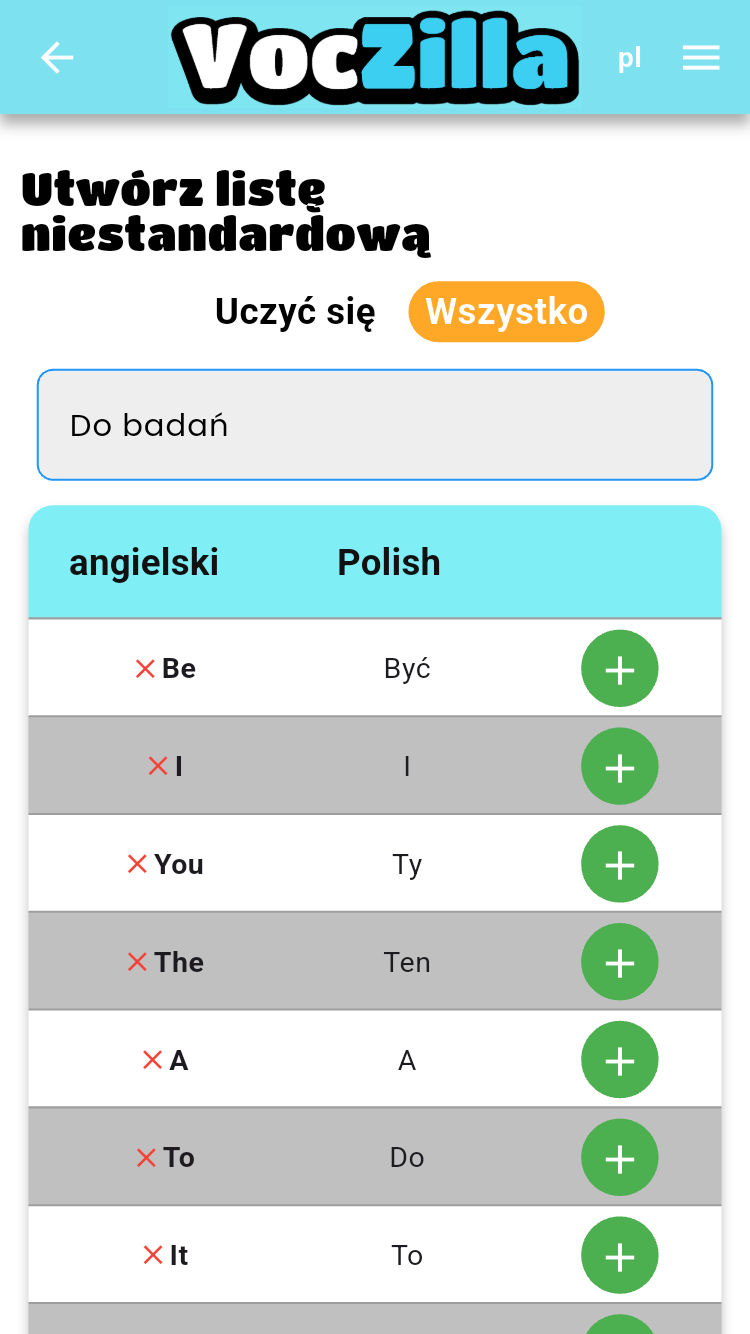 VocZilla
pl
Utwórz listę
niestandardową
Uczyć się Wszystko
Do badań
angielski Polish
Be Być
I I
You Ty
The Ten
A A
To Do
It To